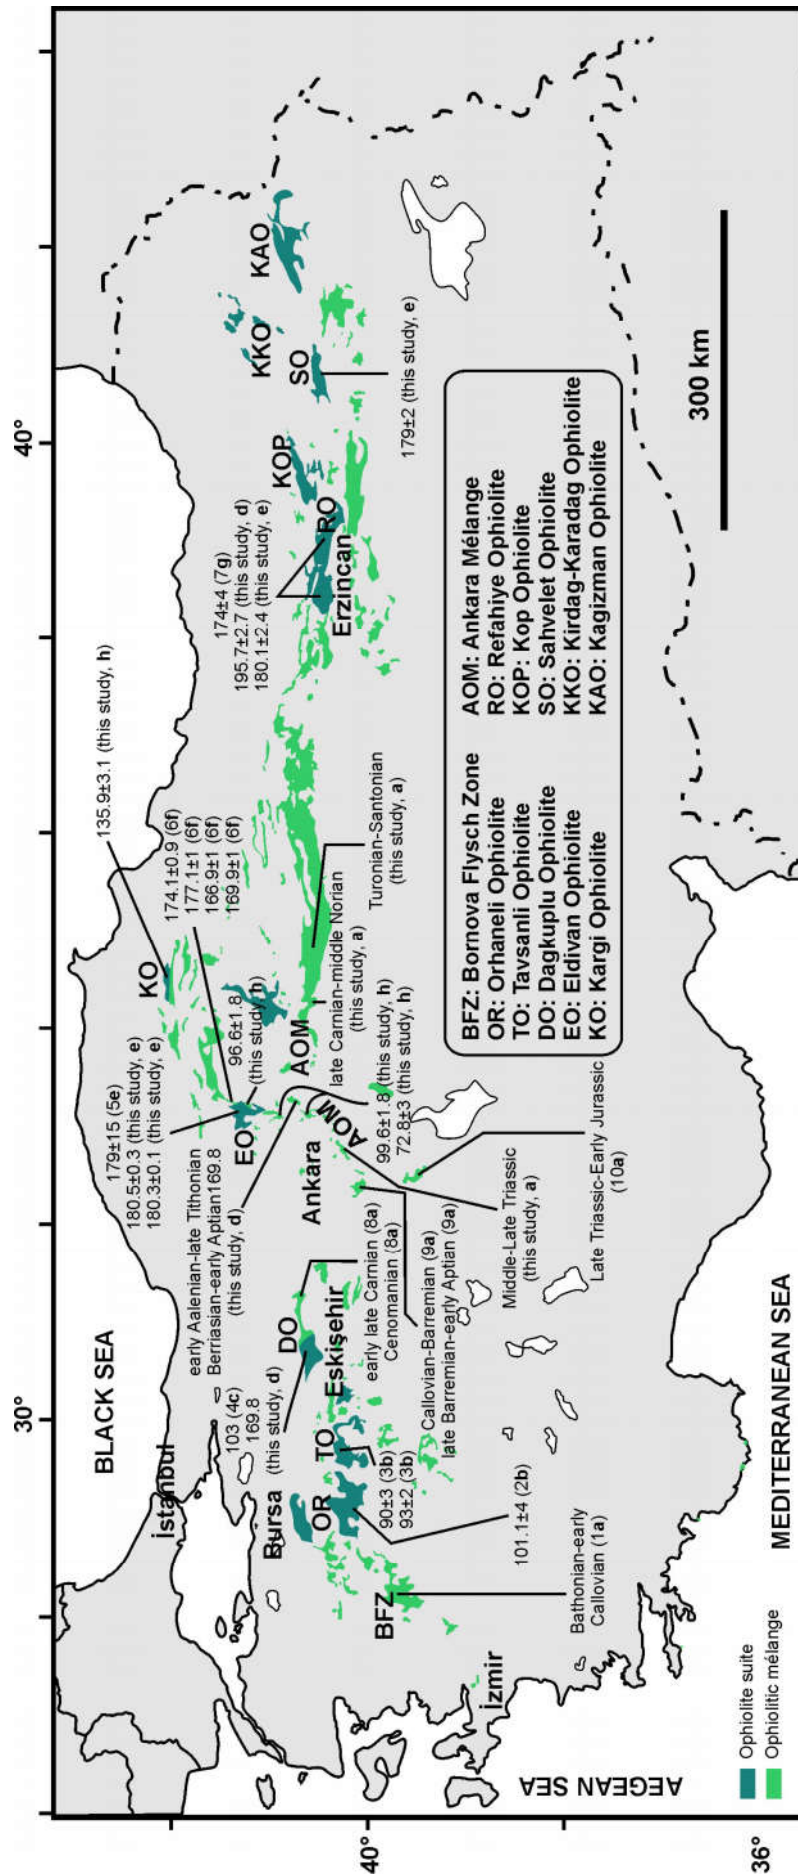 30°
40°
BLACK SEA
İstanbul
Bursa
OR
TO
Eskişehir
DO
BFZ
İzmir
AEGEAN SEA
MEDITERRANEAN SEA
Ankara
EO
AOM
AOM
KO
Erzincan
RO
KOP
SO
KKO
KAO
40°
36°
103 (4c)
169.8
(this study, d)
early Aalenian-late Tithonian
Berriasian-early Aptian169.8
(this study, d)
179±15 (5e)
180.5±0.3 (this study, e)
180.3±0.1 (this study, e)
96.6±1.8
(this study, h)
174.1±0.9 (6f)
177.1±1 (6f)
166.9±1 (6f)
169.9±1 (6f)
135.9±3.1 (this study, h)
174±4 (7g)
195.7±2.7 (this study, d)
180.1±2.4 (this study, e)
179±2 (this study, e)
Turonian-Santonian
(this study, a)
late Carnian-middle Norian
(this study, a)
99.6±1.8 (this study, h)
72.8±3 (this study, h)
Middle-Late Triassic
(this study, a)
Late Triassic-Early Jurassic
(10a)
early late Carnian (8a)
Cenomanian (8a)
Callovian-Barremian (9a)
late Barremian-early Aptian (9a)
90±3 (3b)
93±2 (3b)
101.1±4 (2b)
Bathonian-early
Callovian (1a)
BFZ: Bornova Flysch Zone
OR: Orhaneli Ophiolite
TO: Tavsanli Ophiolite
DO: Dagkuplu Ophiolite
EO: Eldivan Ophiolite
KO: Kargi Ophiolite
AOM: Ankara Mélange
RO: Refahiye Ophiolite
KOP: Kop Ophiolite
SO: Sahvelet Ophiolite
KKO: Kirdag-Karadag Ophiolite
KAO: Kagizman Ophiolite
300 km
Ophiolite suite
Ophiolitic mélange